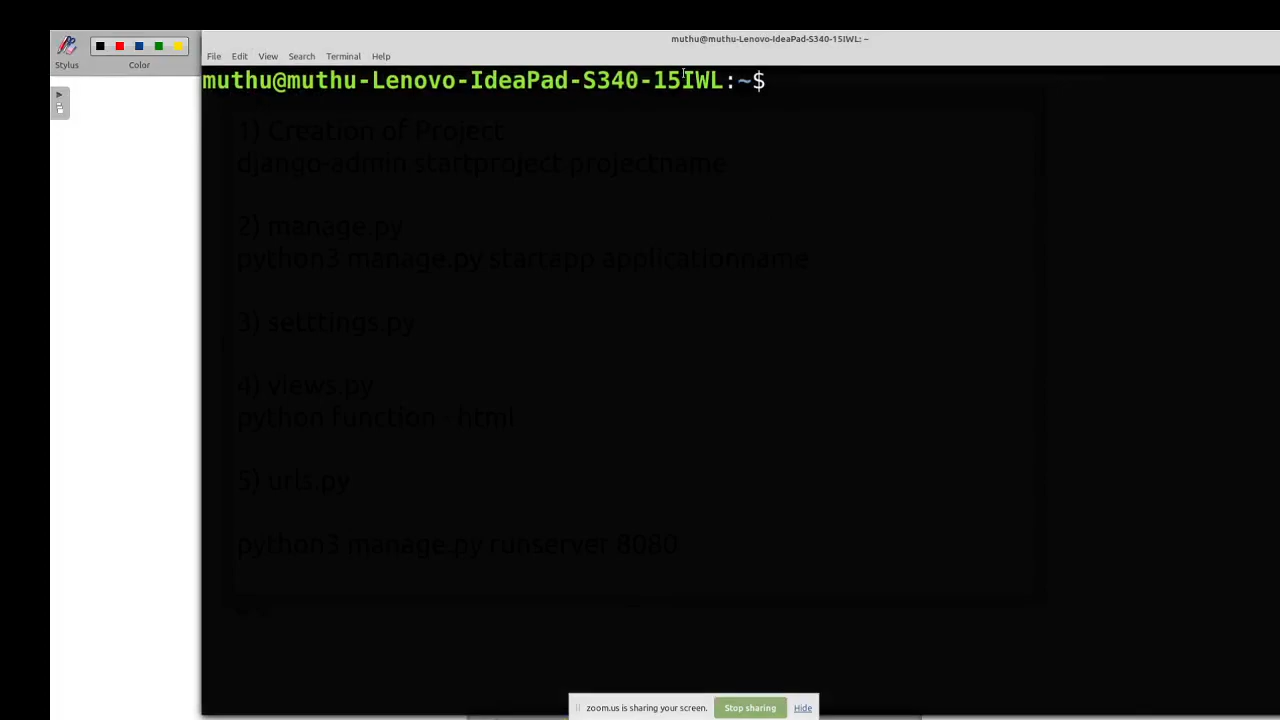 muthu@muthu-Lenovo-IdeaPad-S340-15IWL: ~
Stylus
Color
File Edit View Search Terminal Help
muthu@muthu-Lenovo-IdeaPad-S340-15IWL:~$
1) Creation of Project
django-admin startproject projectname
2) manage.py
python3 manage.py startapp applicationname
3) setttings.py
4) views.py
python function - html
5) urls.py
python3 manage.py runserver 8080
zoom.us is sharing your screen. Stop sharing Hide